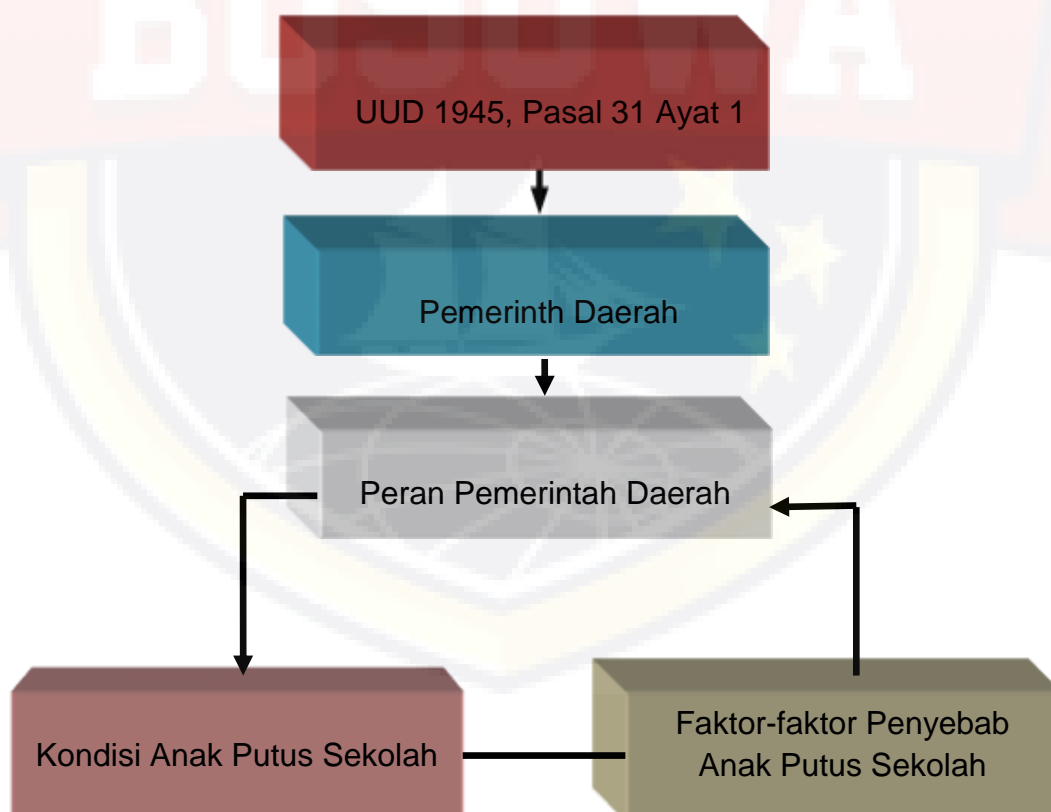 BOSOWA
UUD 1945, Pasal 31 Ayat 1
Pemerinth Daerah
Peran Pemerintah Daerah
Kondisi Anak Putus Sekolah
Faktor-faktor Penyebab
Anak Putus Sekolah